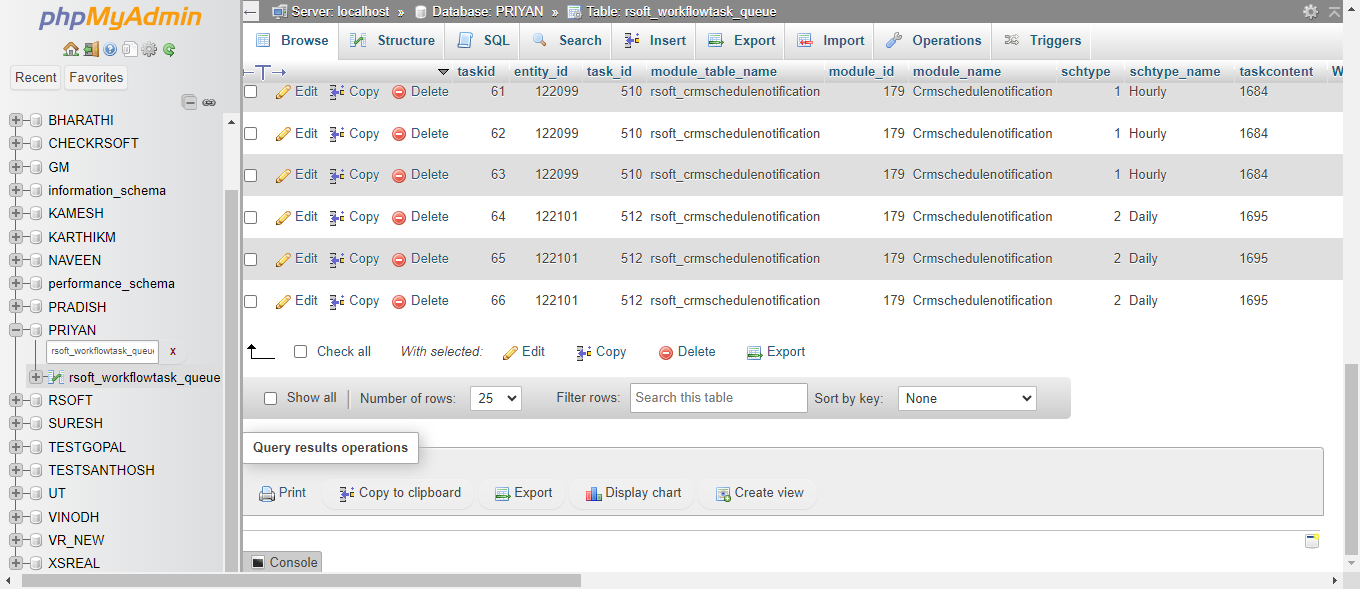 phpMyAdmin
Recent Favorites
BHARATHI
CHECKRSOFT
GM
information_schema
KAMESH
KARTHIKM
NAVEEN
performance_schema
PRADISH
PRIYAN
rsoft_workflowtask_queue x
rsoft_workflowtask_queue
RSOFT
SURESH
TESTGOPAL
TESTSANTHOSH
UT
VINODH
VR_NEW
XSREAL
Server: localhost » Database: PRIYAN » Table: rsoft_workflowtask_queue
Browse Structure SQL Search Insert Export Import Operations Triggers
taskid entity_id task_id module_table_name module_id module_name schtype schtype_name taskcontent W
Edit Copy Delete 61 122099 510 rsoft_crmschedulenotification 179 Crmschedulenotification 1 Hourly 1684
Edit Copy Delete 62 122099 510 rsoft_crmschedulenotification 179 Crmschedulenotification 1 Hourly 1684
Edit Copy Delete 63 122099 510 rsoft_crmschedulenotification 179 Crmschedulenotification 1 Hourly 1684
Edit Copy Delete 64 122101 512 rsoft_crmschedulenotification 179 Crmschedulenotification 2 Daily 1695
Edit Copy Delete 65 122101 512 rsoft_crmschedulenotification 179 Crmschedulenotification 2 Daily 1695
Edit Copy Delete 66 122101 512 rsoft_crmschedulenotification 179 Crmschedulenotification 2 Daily 1695
Check all With selected: Edit Copy Delete Export
Show all Number of rows: 25 Filter rows: Search this table Sort by key: None
Query results operations
Print Copy to clipboard Export Display chart Create view
Console